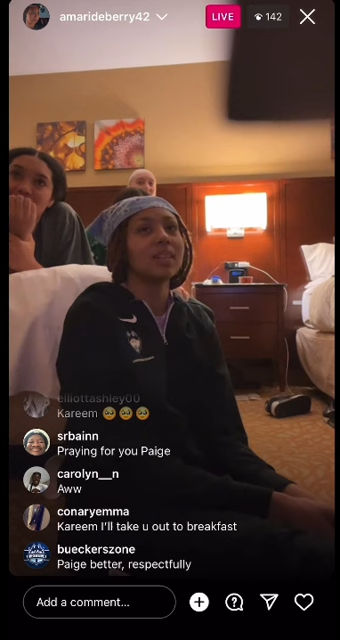 amarideberry42
LIVE
142
elliottashley00
Kareem 🥺🥺🥺
srbainn
Praying for you Paige
carolyn__n
Aww
conaryemma
Kareem I'll take u out to breakfast
bueckerszone
Paige better, respectfully
Add a comment...